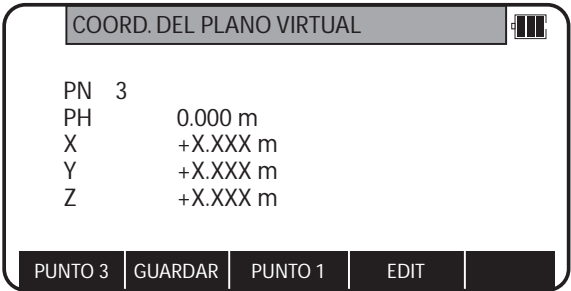 COORD. DEL PLANO VIRTUAL
PN 3
PH 0.000 m
X +X.XXX m
Y +X.XXX m
Z +X.XXX m
PUNTO 3 GUARDAR PUNTO 1 EDIT